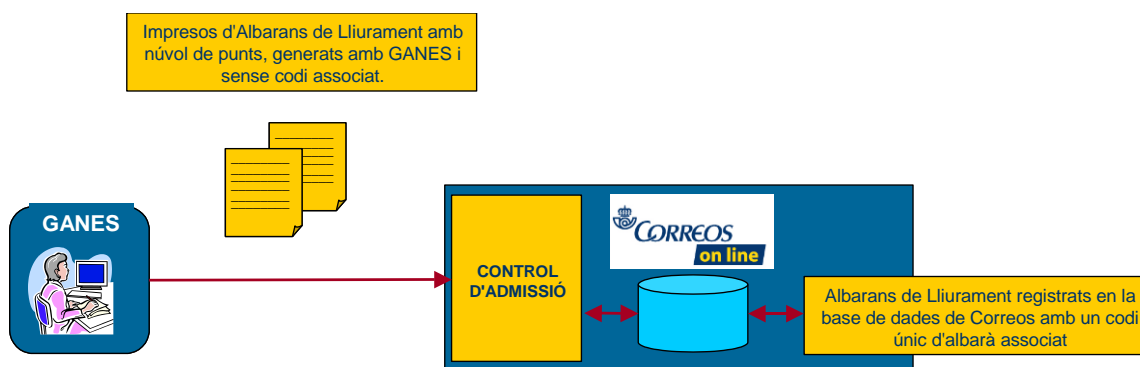 Impresos d'Albarans de Lliurament amb
núvol de punts, generats amb GANES i
sense codi associat.
GANES
CORREOS
on line
CONTROL
D'ADMISSIÓ
Albarans de Lliurament registrats en la
base de dades de Correos amb un codi
únic d'albarà associat